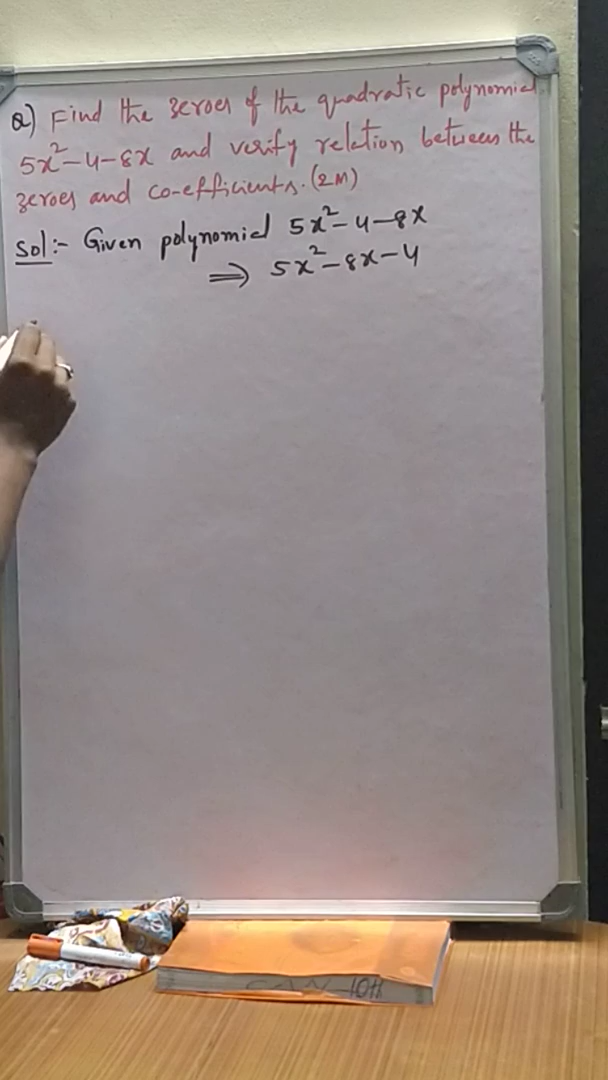 Q) Find the zeroes of the quadratic polynomial
5x²-4-8x and verify relation between the
zeroes and co-efficients. (2M)
Sol:- Given polynomial 5x²-4-8x
⇒ 5x²-8x-4
10th